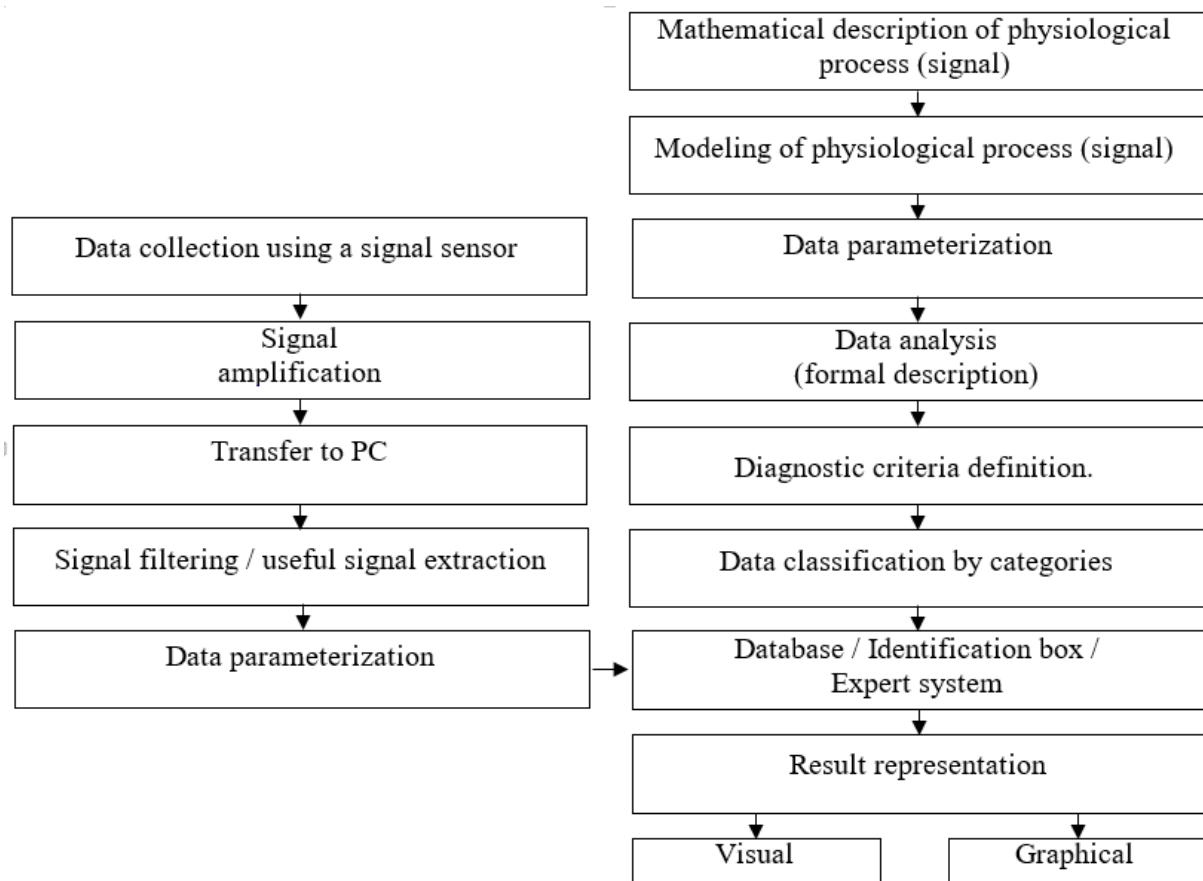 Data collection using a signal sensor
Signal
amplification
Transfer to PC
Signal filtering / useful signal extraction
Data parameterization
Mathematical description of physiological
process (signal)
Modeling of physiological process (signal)
Data parameterization
Data analysis
(formal description)
Diagnostic criteria definition.
Data classification by categories
Database / Identification box /
Expert system
Result representation
Visual
Graphical